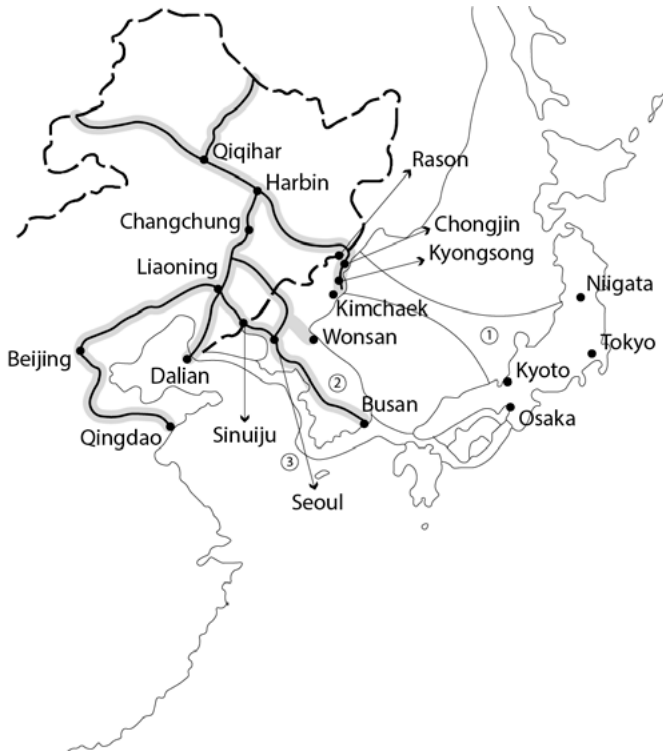 Rason
Qiqihar
Harbin
Chongjin
Changchung
Kyongsong
Liaoning
Niigata
Kimchaek
①
Wonsan
Tokyo
Beijing
Dalian
Kyoto
②
Busan
Osaka
Qingdao
Sinuiju
③
Seoul